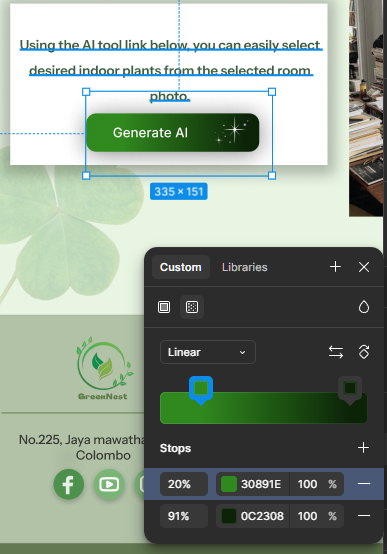 Using the AI tool link below, you can easily select
desired indoor plants from the selected room
photo.
Generate AI
335 × 151
Custom
Libraries
Linear
GreenNest
Stops
No.225, Jaya mawatha
Colombo
20%
30891E
100
%
91%
0C2308
100
%